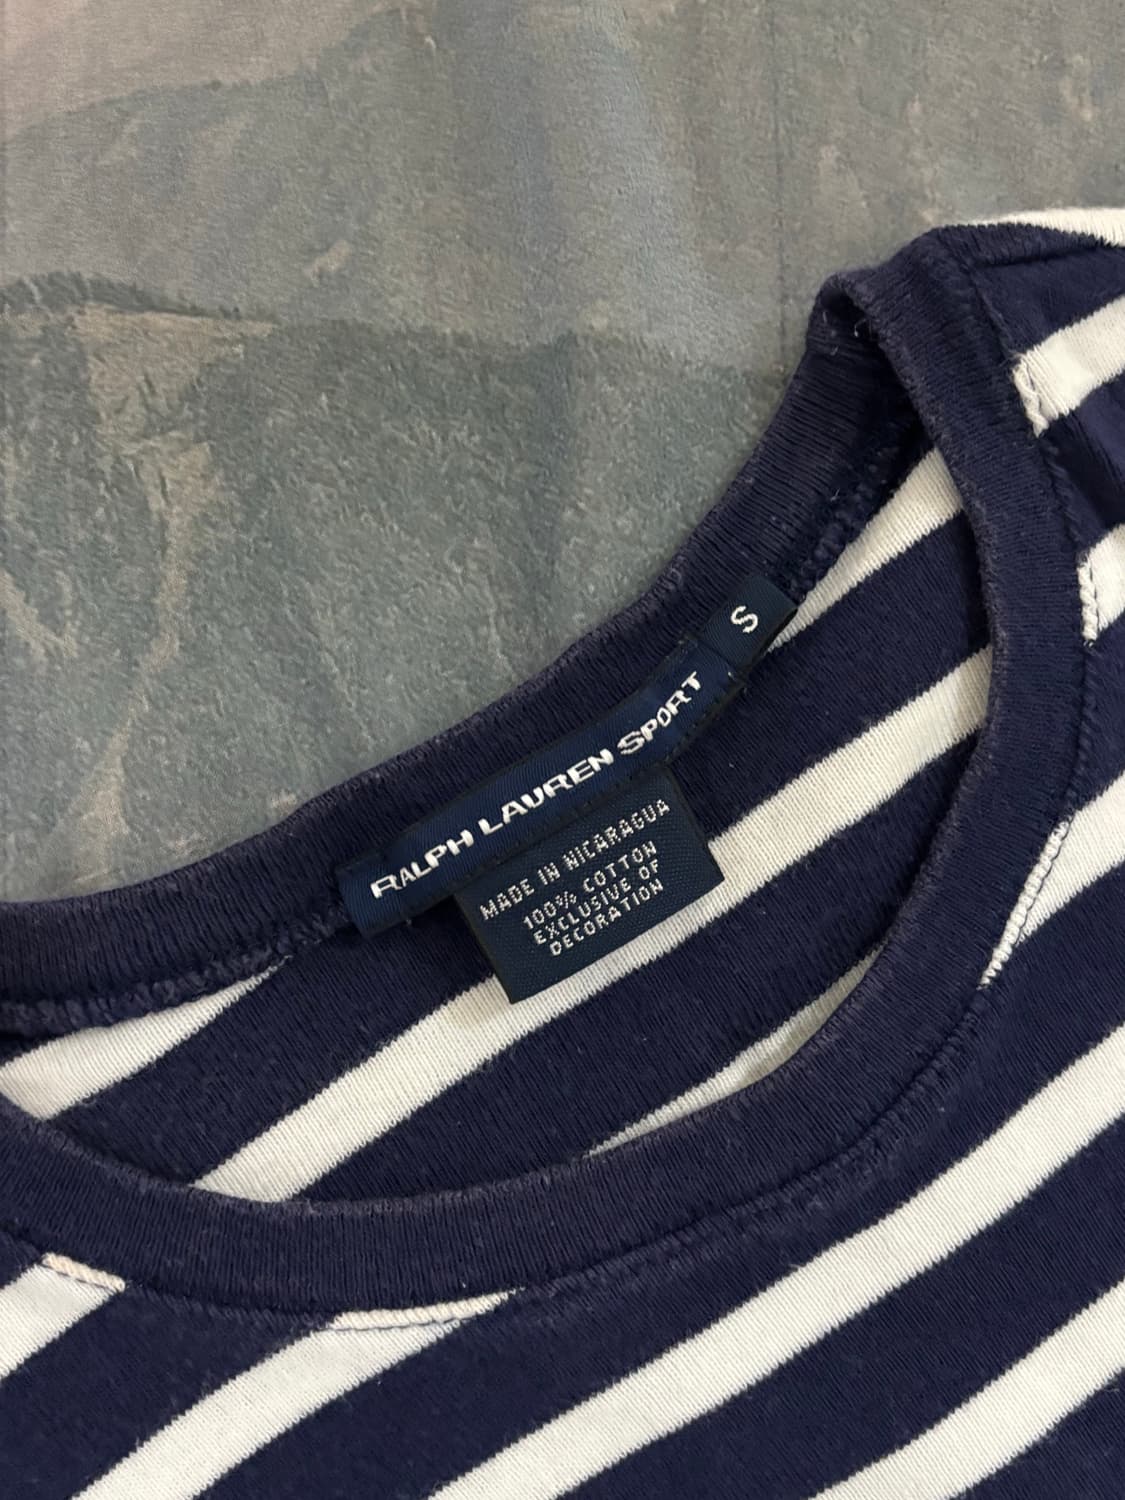 S
RALPH LAUREN SPORT
MADE IN NICARAGUA
100% COTTON
EXCLUSIVE OF
DECORATION